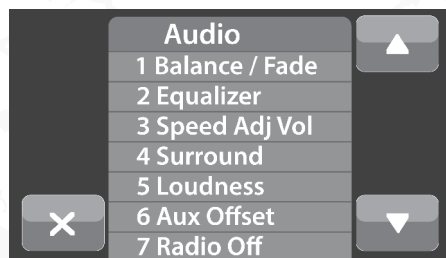 Audio
1 Balance / Fade
2 Equalizer
3 Speed Adj Vol
4 Surround
5 Loudness
6 Aux Offset
7 Radio Off